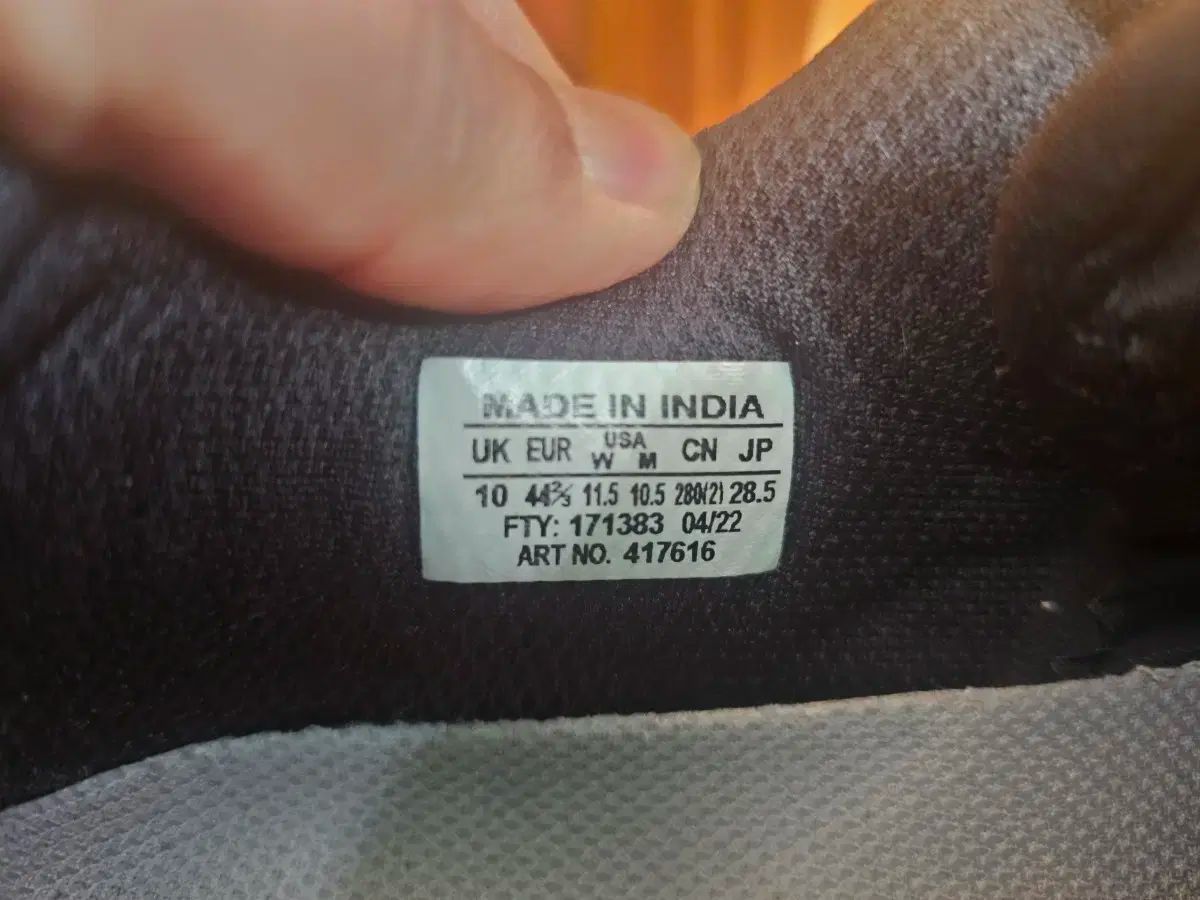 MADE IN INDIA
UK EUR USA W M CN JP
10 44⅔ 11.5 10.5 280(2) 28.5
FTY: 171383 04/22
ART NO. 417616